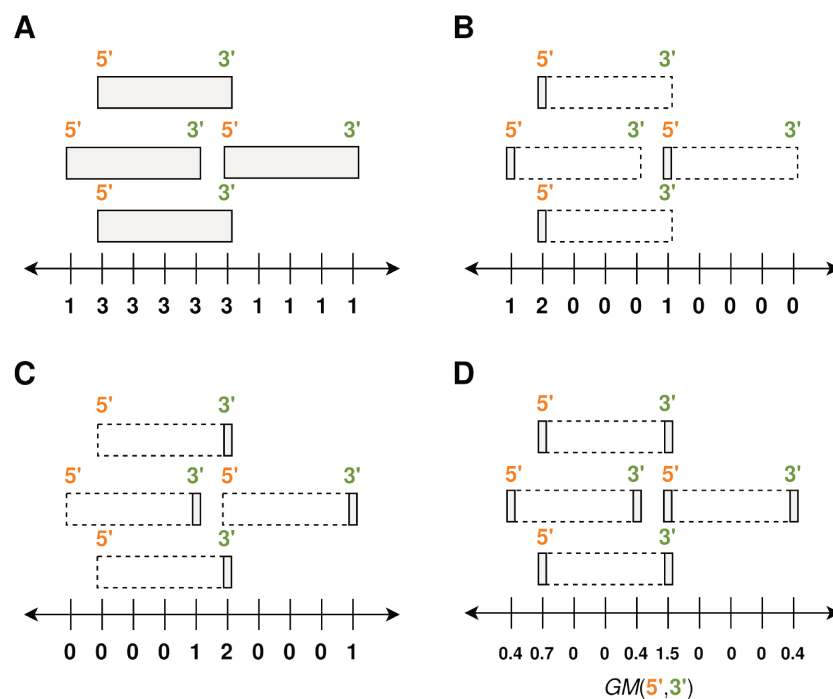 A
5' 3'
5' 3' 5' 3'
5' 3'
1 3 3 3 3 3 1 1 1 1
B
5' 3'
5' 3' 5' 3'
5' 3'
1 2 0 0 0 1 0 0 0 0
C
5' 3'
5' 3' 5' 3'
5' 3'
0 0 0 0 1 2 0 0 0 1
D
5' 3'
5' 3' 5' 3'
5' 3'
0.4 0.7 0 0 0.4 1.5 0 0 0 0.4
GM(5',3')